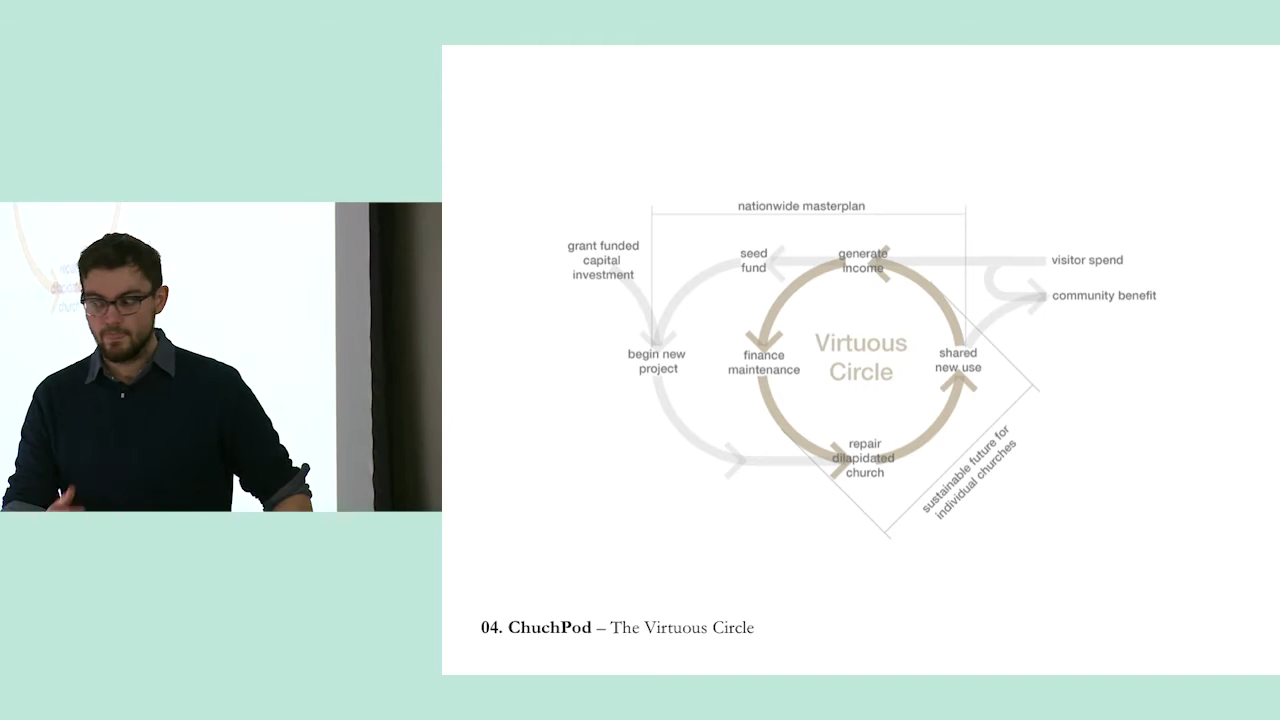 nationwide masterplan
grant funded
capital
investment
seed
fund
generate
income
visitor spend
community benefit
begin new
project
finance
maintenance
Virtuous
Circle
shared
new use
repair
dilapidated
church
sustainable future for
individual churches
04. ChuchPod – The Virtuous Circle